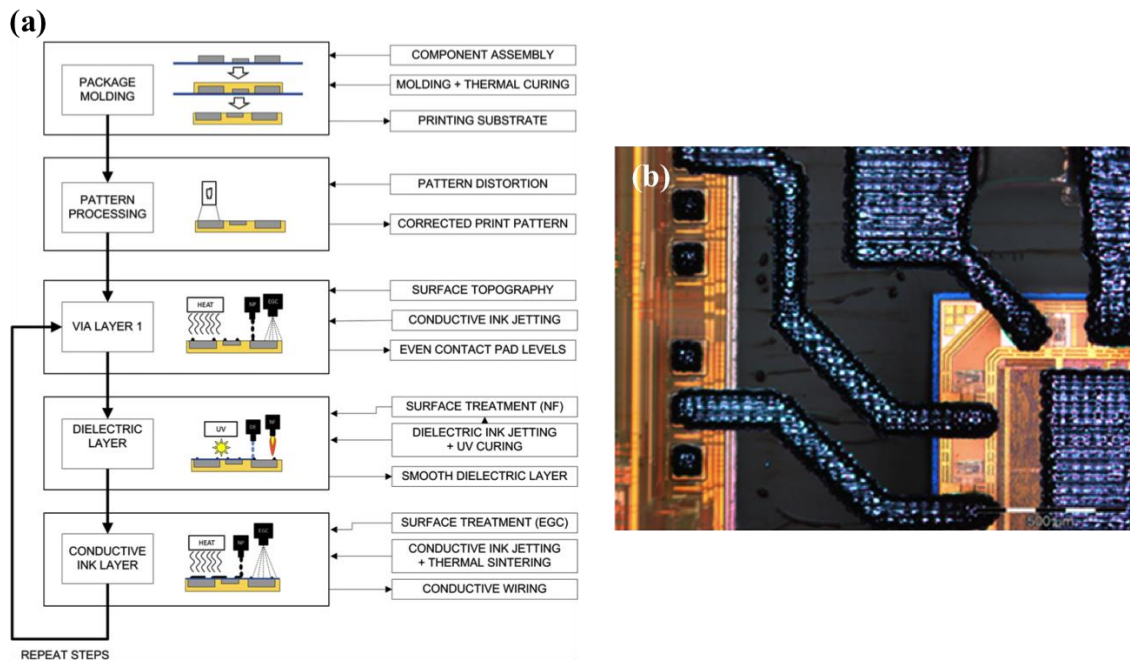 (a)
COMPONENT ASSEMBLY
PACKAGE
MOLDING
MOLDING + THERMAL CURING
PRINTING SUBSTRATE
PATTERN
PROCESSING
PATTERN DISTORTION
CORRECTED PRINT PATTERN
VIA LAYER 1
HEAT
NP
EGC
SURFACE TOPOGRAPHY
CONDUCTIVE INK JETTING
EVEN CONTACT PAD LEVELS
DIELECTRIC
LAYER
UV
NF
SURFACE TREATMENT (NF)
DIELECTRIC INK JETTING
+ UV CURING
SMOOTH DIELECTRIC LAYER
CONDUCTIVE
INK LAYER
HEAT
NP
EGC
SURFACE TREATMENT (EGC)
CONDUCTIVE INK JETTING
+ THERMAL SINTERING
CONDUCTIVE WIRING
REPEAT STEPS
(b)